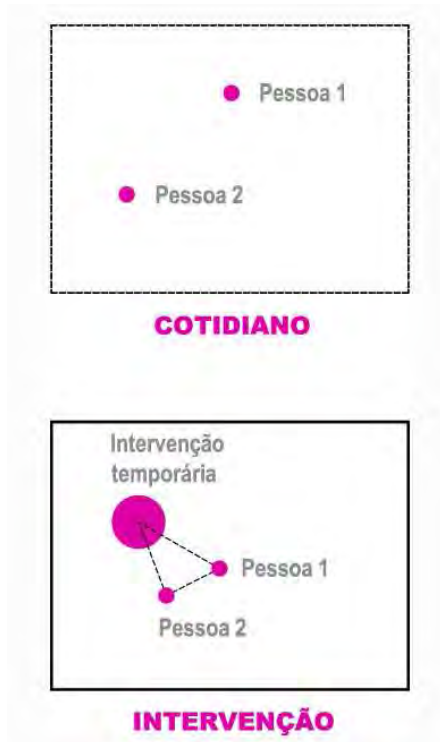 Pessoa 1
Pessoa 2
COTIDIANO
Intervenção
temporária
Pessoa 1
Pessoa 2
INTERVENÇÃO